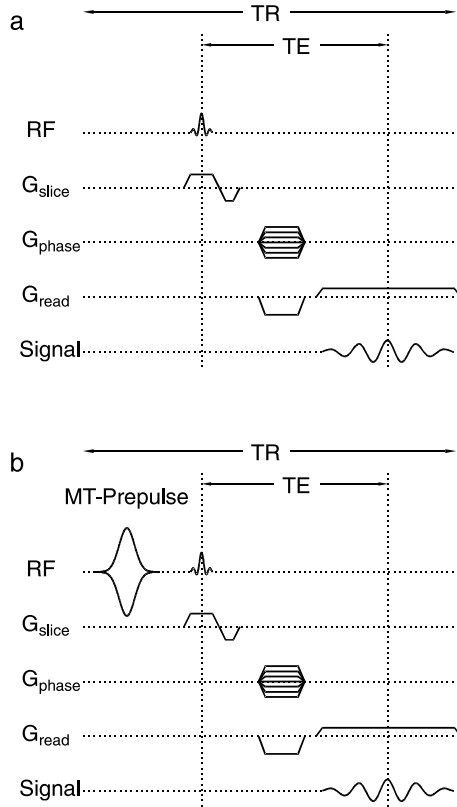 a
TR
TE
RF
Gslice
Gphase
Gread
Signal
b
TR
TE
MT-Prepulse
RF
Gslice
Gphase
Gread
Signal